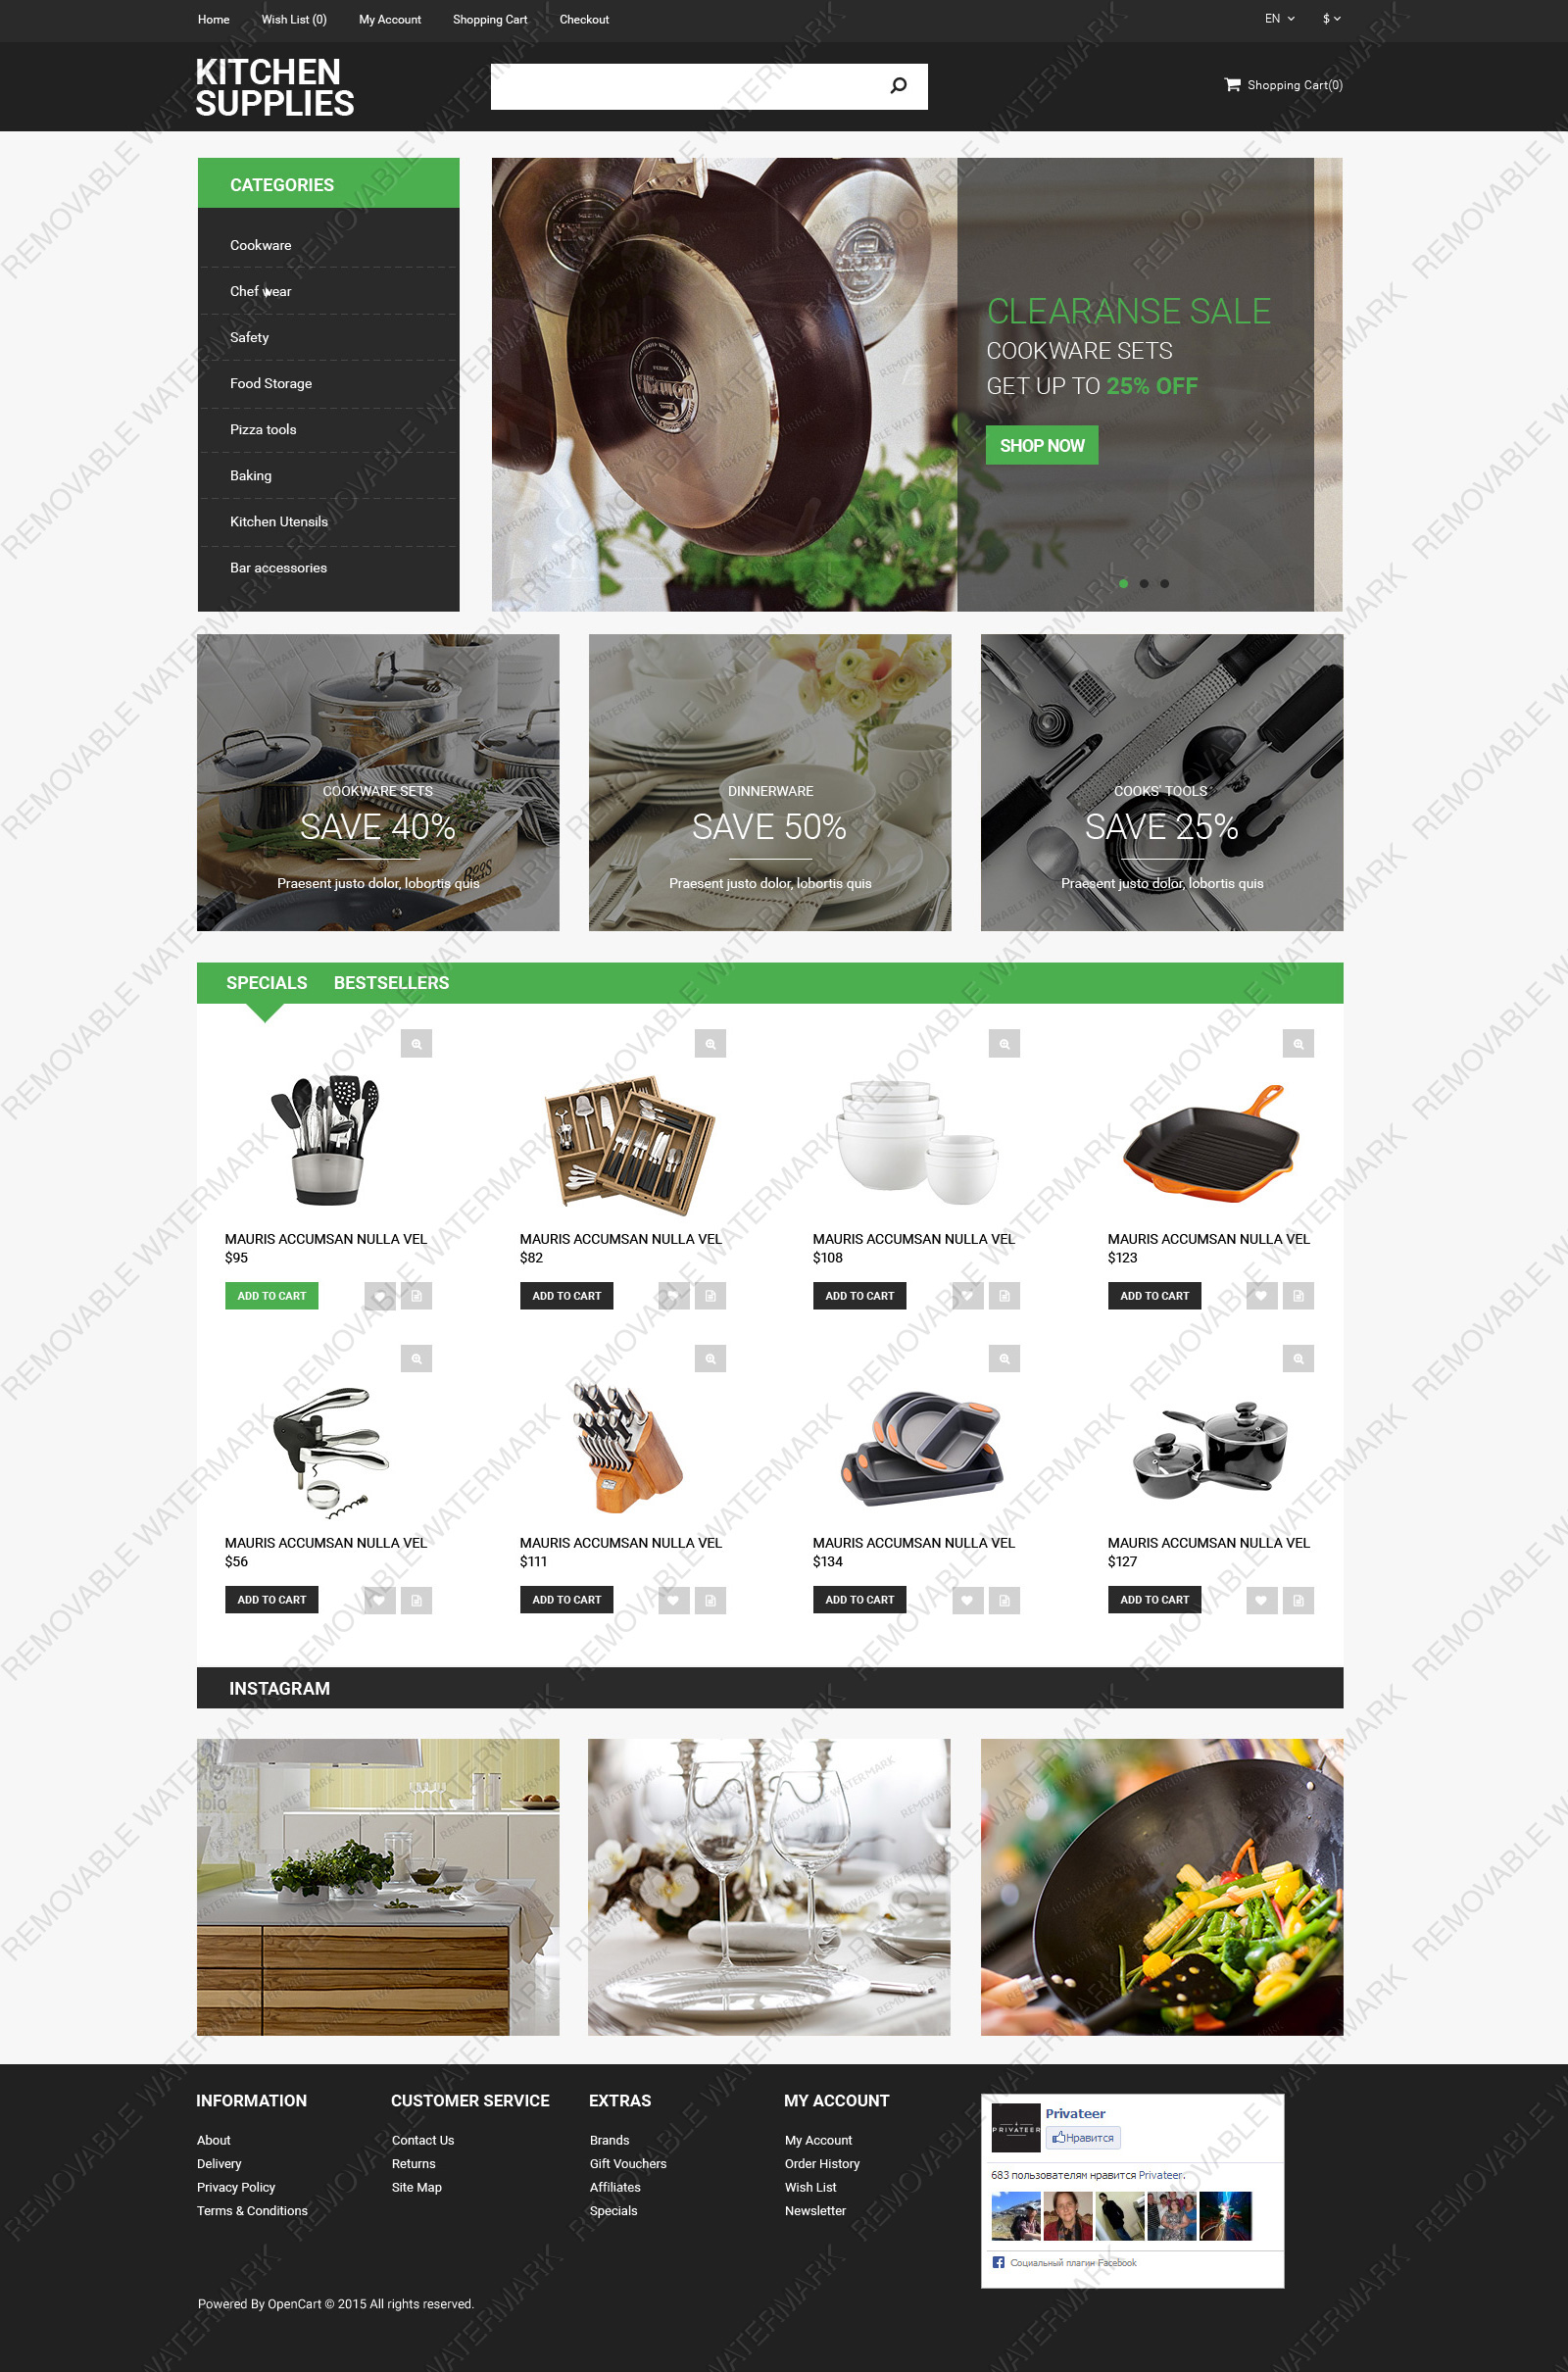 Home Wish List (0) My Account Shopping Cart Checkout EN $
KITCHEN
SUPPLIES
Shopping Cart(0)
CATEGORIES
Cookware
Chef wear
Safety
Food Storage
Pizza tools
Baking
Kitchen Utensils
Bar accessories
CLEARANSE SALE
COOKWARE SETS
GET UP TO 25% OFF
SHOP NOW
COOKWARE SETS
SAVE 40%
Praesent justo dolor, lobortis quis
DINNERWARE
SAVE 50%
Praesent justo dolor, lobortis quis
COOKS' TOOLS
SAVE 25%
Praesent justo dolor, lobortis quis
SPECIALS BESTSELLERS
MAURIS ACCUMSAN NULLA VEL
$95
ADD TO CART
MAURIS ACCUMSAN NULLA VEL
$82
ADD TO CART
MAURIS ACCUMSAN NULLA VEL
$108
ADD TO CART
MAURIS ACCUMSAN NULLA VEL
$123
ADD TO CART
MAURIS ACCUMSAN NULLA VEL
$56
ADD TO CART
MAURIS ACCUMSAN NULLA VEL
$111
ADD TO CART
MAURIS ACCUMSAN NULLA VEL
$134
ADD TO CART
MAURIS ACCUMSAN NULLA VEL
$127
ADD TO CART
INSTAGRAM
INFORMATION
About
Delivery
Privacy Policy
Terms & Conditions
CUSTOMER SERVICE
Contact Us
Returns
Site Map
EXTRAS
Brands
Gift Vouchers
Affiliates
Specials
MY ACCOUNT
My Account
Order History
Wish List
Newsletter
PRIVATEER
Privateer
Нравится
683 пользователям нравится Privateer.
Социальный плагин Facebook
Powered By OpenCart © 2015 All rights reserved.
REMOVABLE WATERMARK